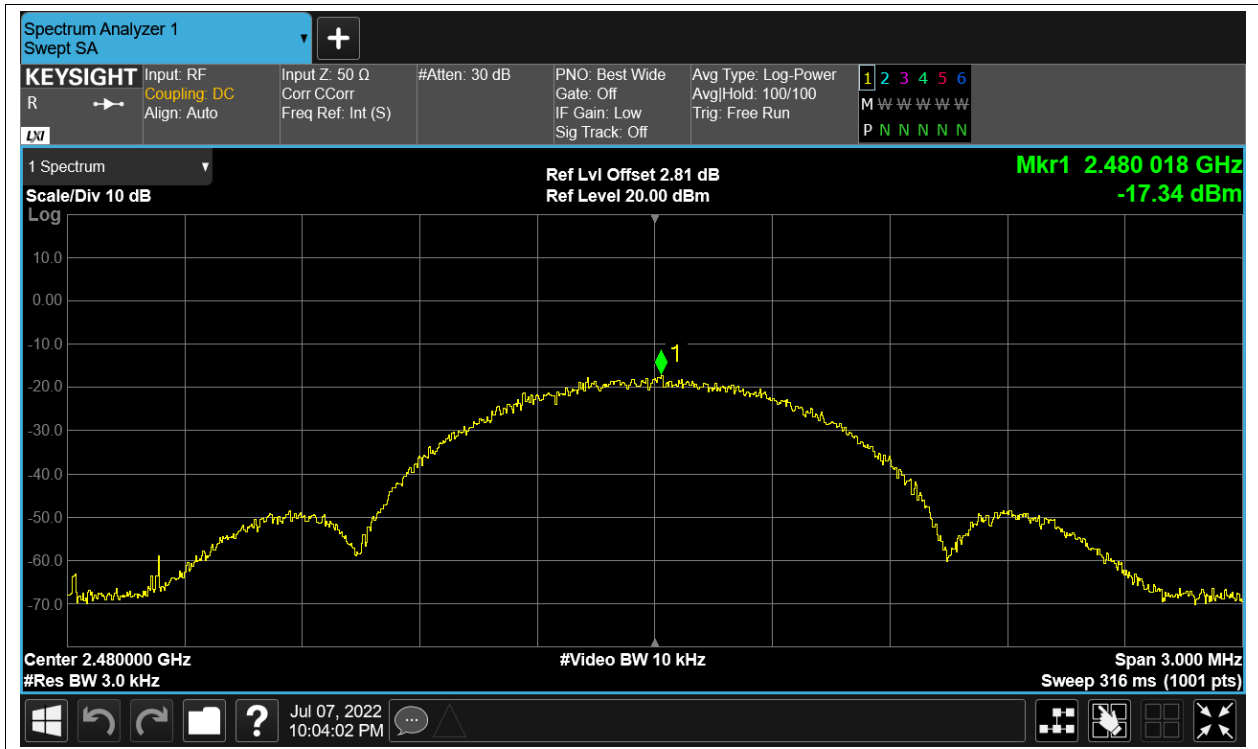 Spectrum Analyzer 1
Swept SA
+
KEYSIGHT
R
LXI
Input: RF
Coupling: DC
Align: Auto
Input Z: 50 Ω
Corr CCorr
Freq Ref: Int (S)
#Atten: 30 dB
PNO: Best Wide
Gate: Off
IF Gain: Low
Sig Track: Off
Avg Type: Log-Power
Avg|Hold: 100/100
Trig: Free Run
1 2 3 4 5 6
M W W W W W
P N N N N N
1 Spectrum
Scale/Div 10 dB
Log
Ref Lvl Offset 2.81 dB
Ref Level 20.00 dBm
Mkr1 2.480 018 GHz
-17.34 dBm
10.0
0.00
-10.0
1
-20.0
-30.0
-40.0
-50.0
-60.0
-70.0
Center 2.480000 GHz
#Res BW 3.0 kHz
#Video BW 10 kHz
Span 3.000 MHz
Sweep 316 ms (1001 pts)
?
Jul 07, 2022
10:04:02 PM